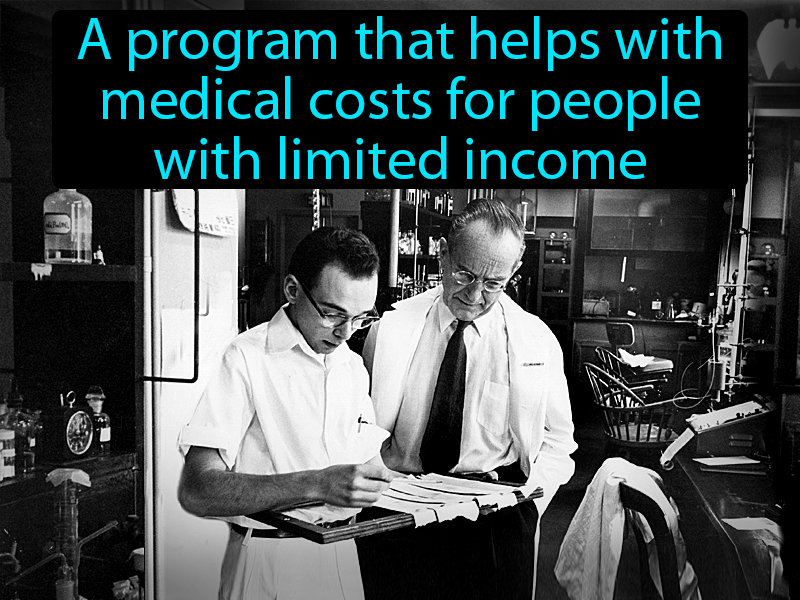 A program that helps with
medical costs for people
with limited income